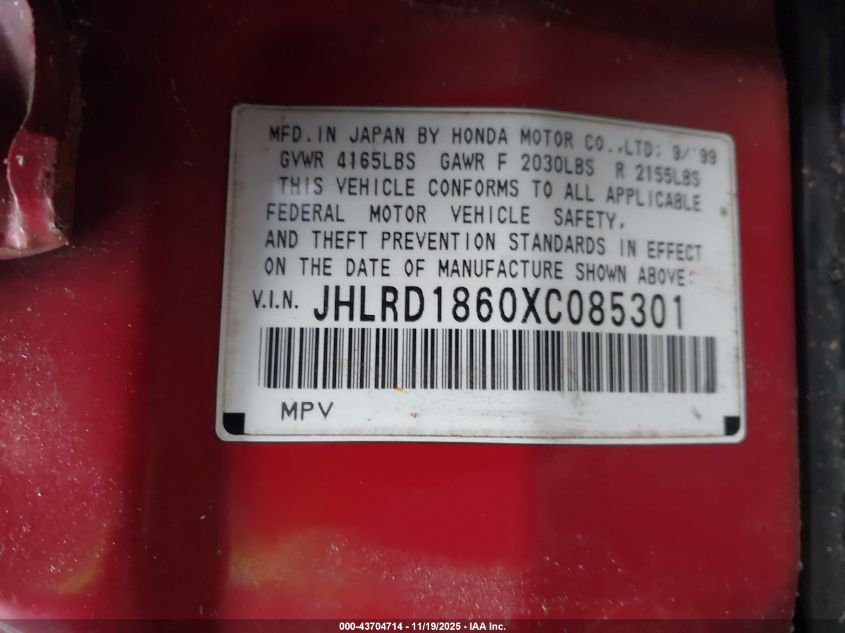 MFD. IN JAPAN BY HONDA MOTOR CO.,LTD: 9/'99
GVWR 4165LBS GAWR F 2030LBS R 2155LBS
THIS VEHICLE CONFORMS TO ALL APPLICABLE
FEDERAL MOTOR VEHICLE SAFETY,
AND THEFT PREVENTION STANDARDS IN EFFECT
ON THE DATE OF MANUFACTURE SHOWN ABOVE:
V.I.N. JHLRD1860XC085301
MPV
000-43704714 - 11/19/2025 - IAA Inc.